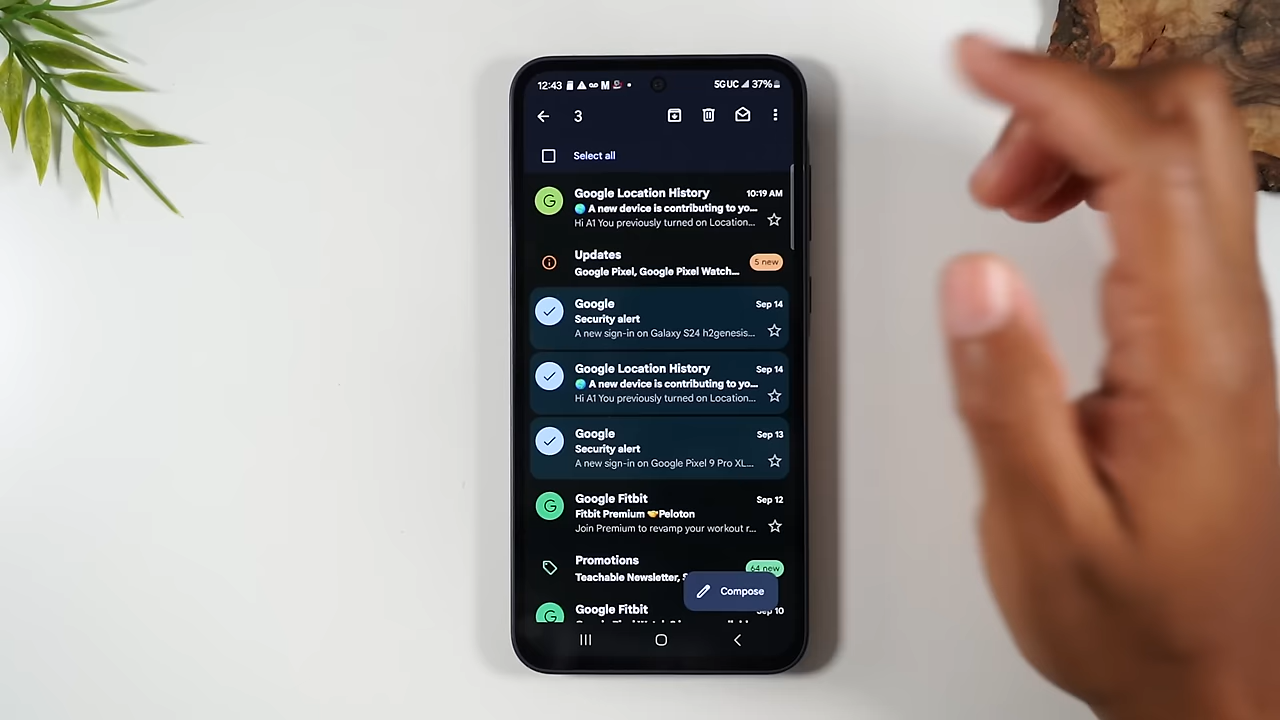 12:43 M 5G UC 37%
3
Select all
G Google Location History 10:19 AM
A new device is contributing to yo...
Hi A1 You previously turned on Location...
Updates
Google Pixel, Google Pixel Watch... 5 new
Google Sep 14
Security alert
A new sign-in on Galaxy S24 h2genesis...
Google Location History Sep 14
A new device is contributing to yo...
Hi A1 You previously turned on Location...
Google Sep 13
Security alert
A new sign-in on Google Pixel 9 Pro XL...
G Google Fitbit Sep 12
Fitbit Premium Peloton
Join Premium to revamp your workout r...
Promotions 64 new
Teachable Newsletter, S
Compose
G Google Fitbit Sep 10